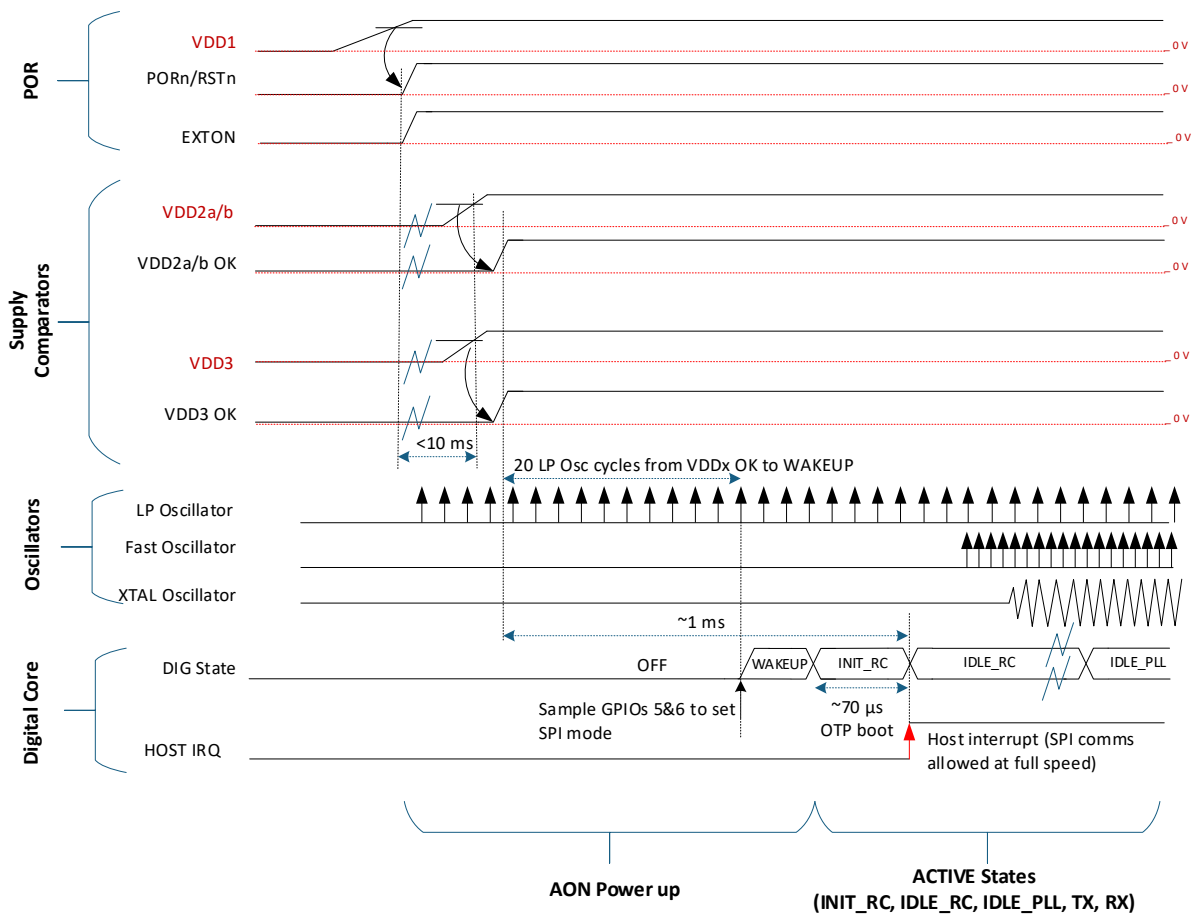 POR
VDD1
0 V
PORn/RSTn
0 V
EXTON
0 V
Supply
Comparators
VDD2a/b
0 V
VDD2a/b OK
0 V
VDD3
0 V
VDD3 OK
0 V
<10 ms
20 LP Osc cycles from VDDx OK to WAKEUP
Oscillators
LP Oscillator
Fast Oscillator
XTAL Oscillator
~1 ms
Digital Core
DIG State
OFF
WAKEUP
INIT_RC
IDLE_RC
IDLE_PLL
Sample GPIOs 5&6 to set
SPI mode
~70 µs
OTP boot
HOST IRQ
Host interrupt (SPI comms
allowed at full speed)
AON Power up
ACTIVE States
(INIT_RC, IDLE_RC, IDLE_PLL, TX, RX)